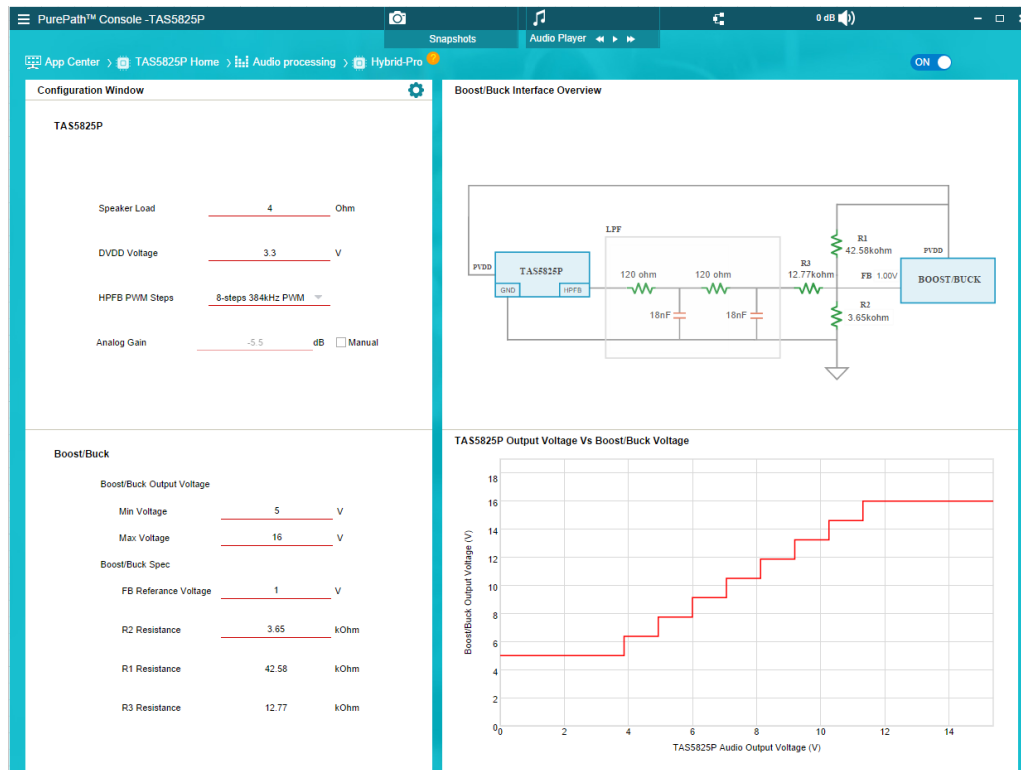 PurePath™ Console -TAS5825P
0 dB
Snapshots
Audio Player
App Center
TAS5825P Home
Audio processing
Hybrid-Pro
?
ON
Configuration Window
TAS5825P
Speaker Load 4 Ohm
DVDD Voltage 3.3 V
HPFB PWM Steps 8-steps 384kHz PWM
Analog Gain -5.5 dB Manual
Boost/Buck Interface Overview
LPF
R1
42.58kohm
PVDD
PVDD
TAS5825P
GND
HPFB
120 ohm
120 ohm
R3
12.77kohm
FB 1.00V
BOOST/BUCK
18nF
18nF
R2
3.65kohm
Boost/Buck
Boost/Buck Output Voltage
Min Voltage 5 V
Max Voltage 16 V
Boost/Buck Spec
FB Referance Voltage 1 V
R2 Resistance 3.65 kOhm
R1 Resistance 42.58 kOhm
R3 Resistance 12.77 kOhm
TAS5825P Output Voltage Vs Boost/Buck Voltage
Boost/Buck Output Voltage (V)
18
16
14
12
10
8
6
4
2
0
0 2 4 6 8 10 12 14
TAS5825P Audio Output Voltage (V)